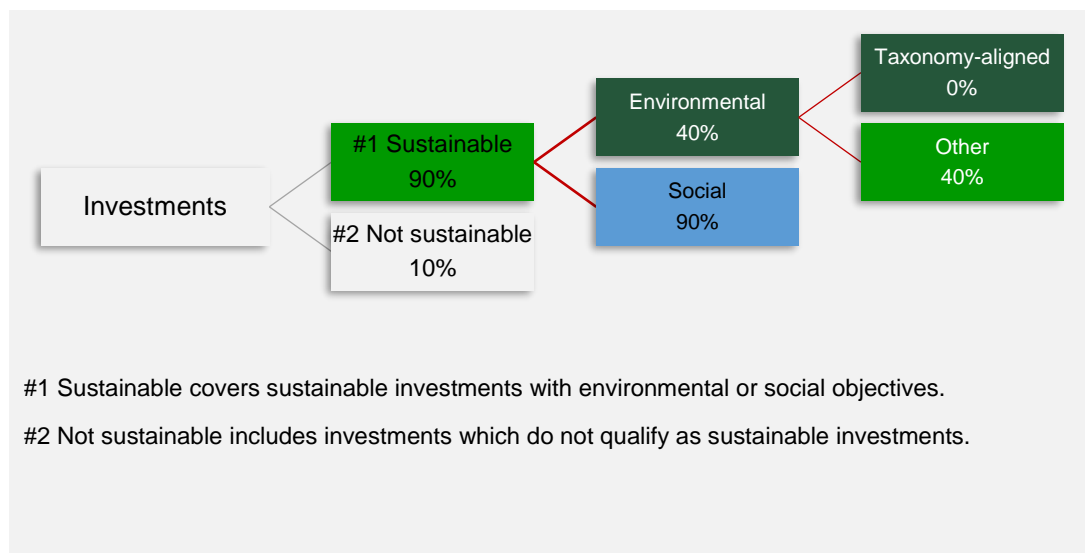 Investments
#1 Sustainable
90%
#2 Not sustainable
10%
Environmental
40%
Social
90%
Taxonomy-aligned
0%
Other
40%
#1 Sustainable covers sustainable investments with environmental or social objectives.
#2 Not sustainable includes investments which do not qualify as sustainable investments.